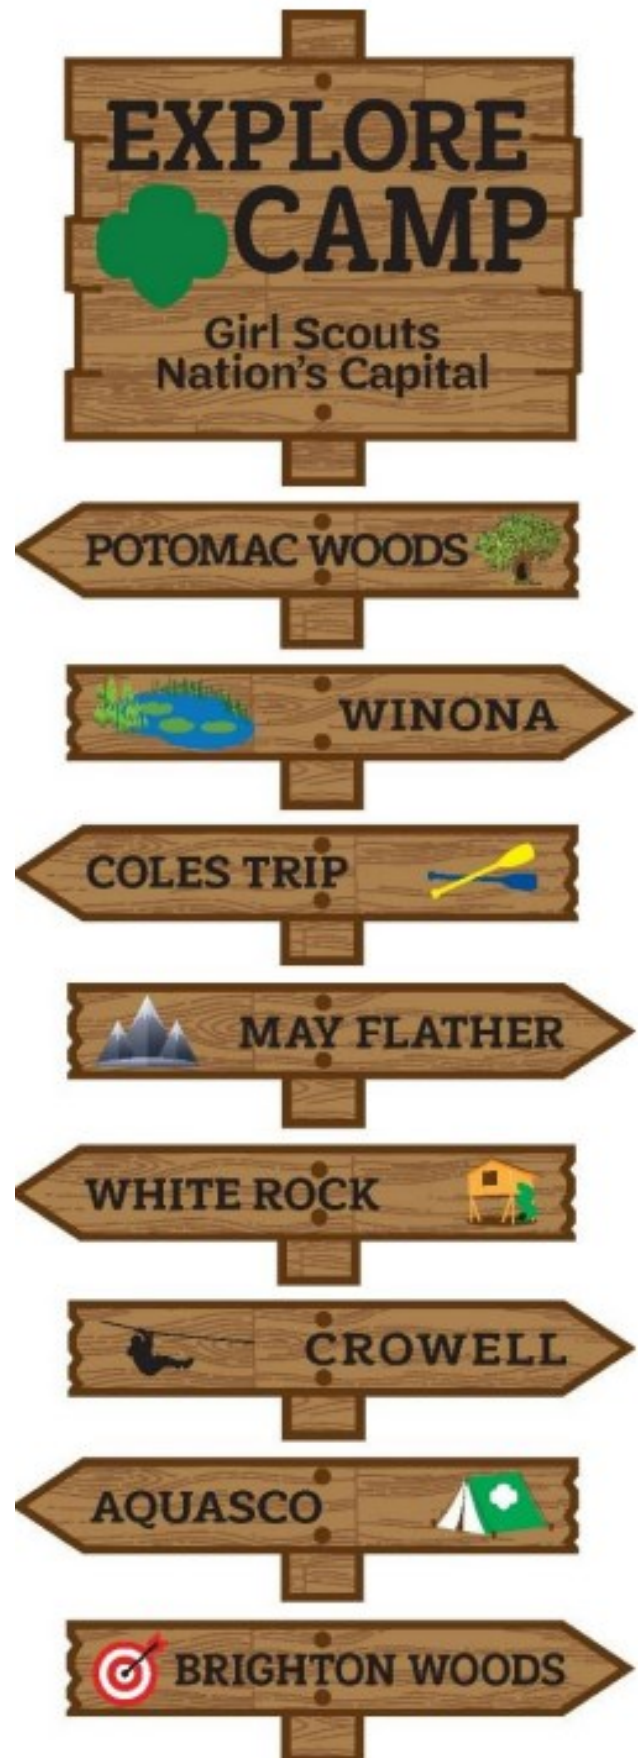 EXPLORE
CAMP
Girl Scouts
Nation's Capital
POTOMAC WOODS
WINONA
COLES TRIP
MAY FLATHER
WHITE ROCK
CROWELL
AQUASCO
BRIGHTON WOODS